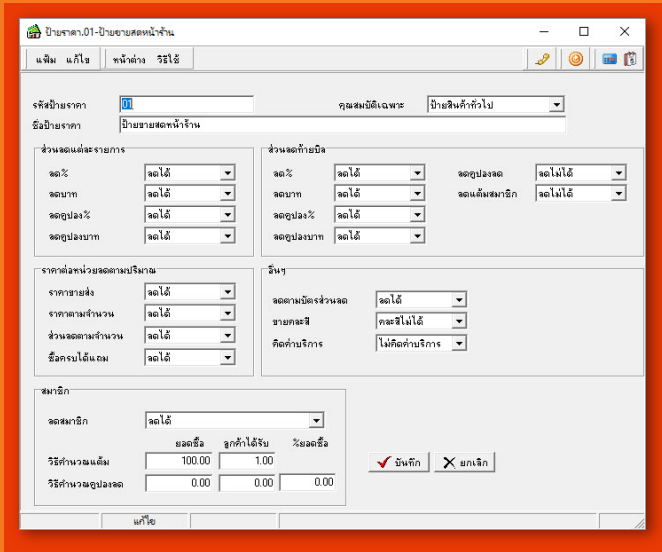 ป้ายราคา.01-ป้ายขายสดหน้าร้าน
แฟ้ม แก้ไข หน้าต่าง วิธีใช้
รหัสป้ายราคา 01 คุณสมบัติเฉพาะ ป้ายสินค้าทั่วไป
ชื่อป้ายราคา ป้ายขายสดหน้าร้าน
ส่วนลดแต่ละรายการ ส่วนลดท้ายบิล
ลด% ลดได้ ลด% ลดได้ ลดคูปองลด ลดไม่ได้
ลดบาท ลดได้ ลดบาท ลดได้ ลดแต้มสมาชิก ลดไม่ได้
ลดคูปอง% ลดได้ ลดคูปอง% ลดได้
ลดคูปองบาท ลดได้ ลดคูปองบาท ลดได้
ราคาต่อหน่วยลดตามปริมาณ อื่นๆ
ราคาขายส่ง ลดได้ ลดตามบัตรส่วนลด ลดได้
ราคาตามจำนวน ลดได้ ขายคละสี คละสีไม่ได้
ส่วนลดตามจำนวน ลดได้ คิดค่าบริการ ไม่คิดค่าบริการ
ซื้อครบได้แถม ลดได้
สมาชิก
ลดสมาชิก ลดได้
ยอดซื้อ ลูกค้าได้รับ %ยอดซื้อ
วิธีคำนวณแต้ม 100.00 1.00 บันทึก ยกเลิก
วิธีคำนวณคูปองลด 0.00 0.00 0.00
แก้ไข